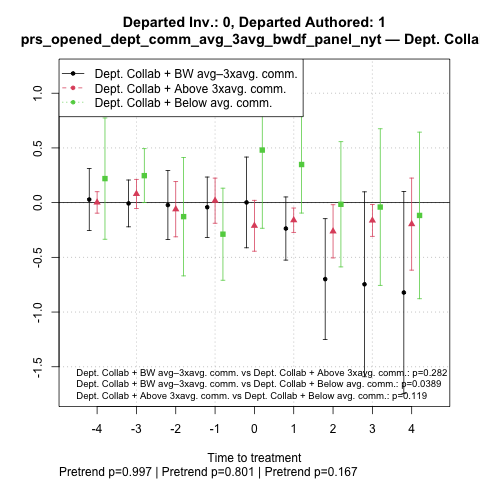 Departed Inv.: 0, Departed Authored: 1
prs_opened_dept_comm_avg_3avg_bwdf_panel_nyt — Dept. Colla
Dept. Collab + BW avg–3xavg. comm.
Dept. Collab + Above 3xavg. comm.
Dept. Collab + Below avg. comm.
1.0
0.5
0.0
-0.5
-1.0
-1.5
Dept. Collab + BW avg–3xavg. comm. vs Dept. Collab + Above 3xavg. comm.: p=0.282
Dept. Collab + BW avg–3xavg. comm. vs Dept. Collab + Below avg. comm.: p=0.0389
Dept. Collab + Above 3xavg. comm. vs Dept. Collab + Below avg. comm.: p=0.119
-4 -3 -2 -1 0 1 2 3 4
Time to treatment
Pretrend p=0.997 | Pretrend p=0.801 | Pretrend p=0.167